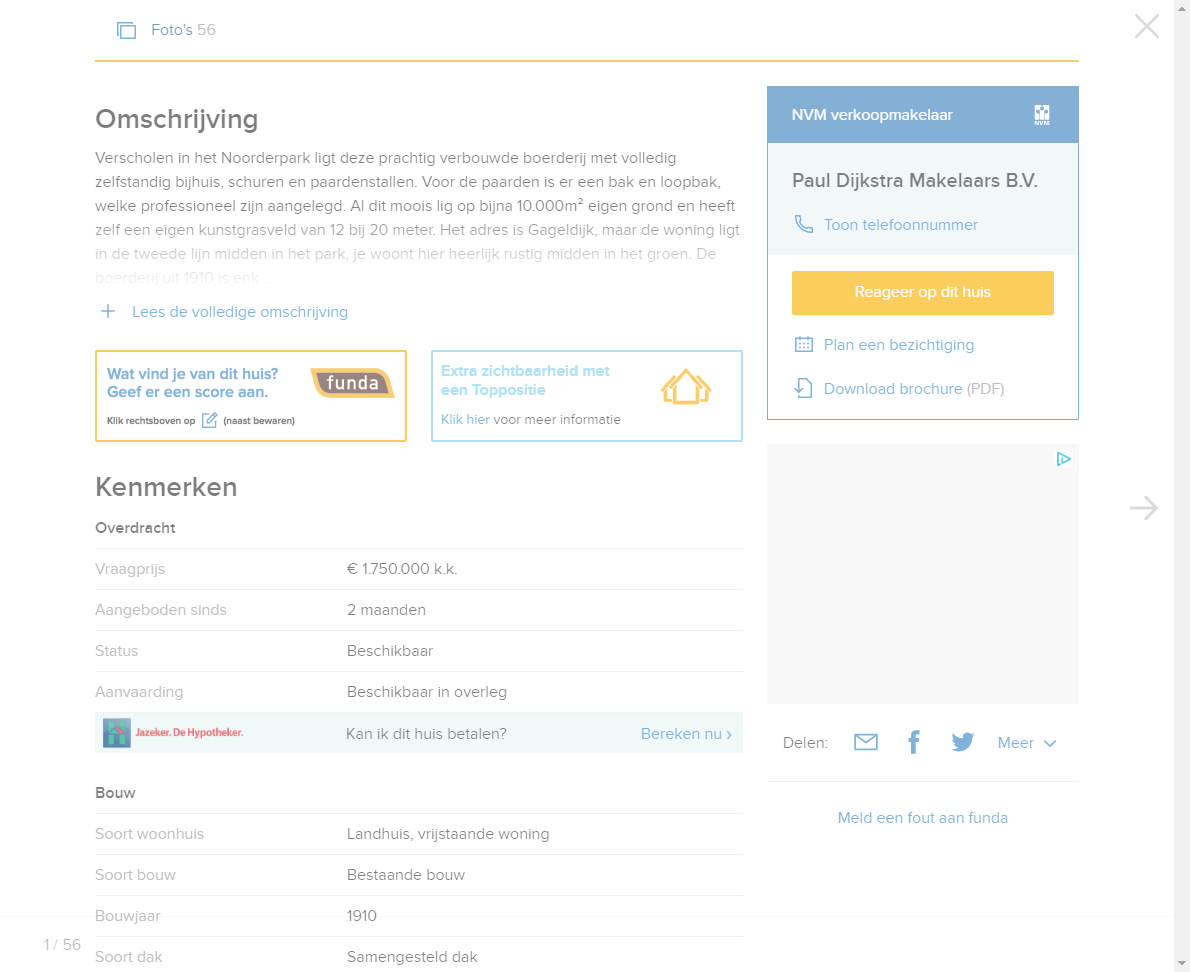 Foto's 56
Omschrijving
Verscholen in het Noorderpark ligt deze prachtig verbouwde boerderij met volledig
zelfstandig bijhuis, schuren en paardenstallen. Voor de paarden is er een bak en loopbak,
welke professioneel zijn aangelegd. Al dit moois lig op bijna 10.000m² eigen grond en heeft
zelf een eigen kunstgrasveld van 12 bij 20 meter. Het adres is Gageldijk, maar de woning ligt
in de tweede lijn midden in het park, je woont hier heerlijk rustig midden in het groen. De
boerderij uit 1910 is enk ...
Lees de volledige omschrijving
Wat vind je van dit huis?
Geef er een score aan.
Klik rechtsboven op (naast bewaren)
funda
Extra zichtbaarheid met
een Toppositie
Klik hier voor meer informatie
Kenmerken
Overdracht
Vraagprijs € 1.750.000 k.k.
Aangeboden sinds 2 maanden
Status Beschikbaar
Aanvaarding Beschikbaar in overleg
Jazeker. De Hypotheker. Kan ik dit huis betalen? Bereken nu ›
Bouw
Soort woonhuis Landhuis, vrijstaande woning
Soort bouw Bestaande bouw
Bouwjaar 1910
Soort dak Samengesteld dak
1 / 56
NVM verkoopmakelaar
NVM
Paul Dijkstra Makelaars B.V.
Toon telefoonnummer
Reageer op dit huis
Plan een bezichtiging
Download brochure (PDF)
Delen: Meer
Meld een fout aan funda